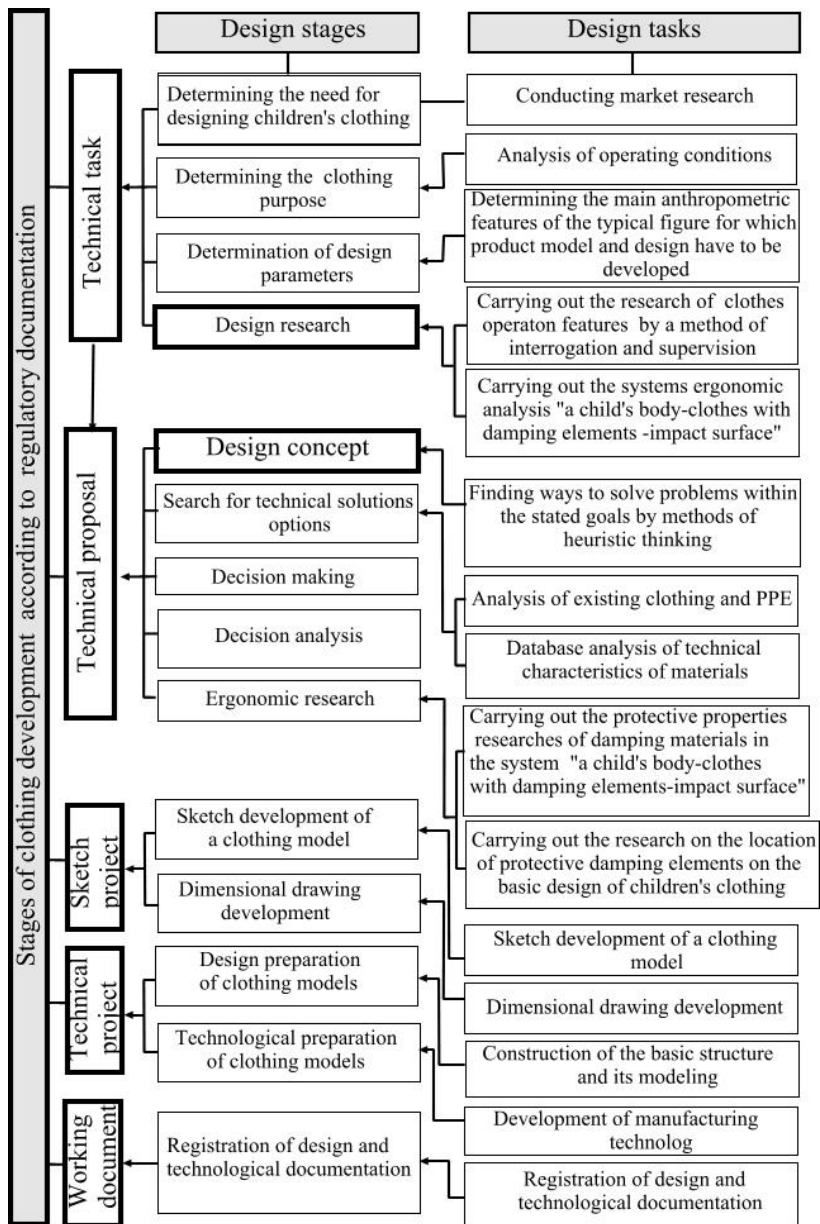 Design stages
Design tasks
Stages of clothing development according to regulatory documentation
Technical task
Determining the need for
designing children's clothing
Conducting market research
Determining the clothing
purpose
Analysis of operating conditions
Determination of design
parameters
Determining the main anthropometric
features of the typical figure for which
product model and design have to be
developed
Design research
Carrying out the research of clothes
operaton features by a method of
interrogation and supervision
Carrying out the systems ergonomic
analysis "a child's body-clothes with
damping elements -impact surface"
Technical proposal
Design concept
Finding ways to solve problems within
the stated goals by methods of
heuristic thinking
Search for technical solutions
options
Decision making
Analysis of existing clothing and PPE
Decision analysis
Database analysis of technical
characteristics of materials
Ergonomic research
Carrying out the protective properties
researches of damping materials in
the system "a child's body-clothes
with damping elements-impact surface"
Carrying out the research on the location
of protective damping elements on the
basic design of children's clothing
Sketch
project
Sketch development of
a clothing model
Dimensional drawing
development
Sketch development of a clothing
model
Dimensional drawing development
Technical
project
Design preparation
of clothing models
Technological preparation
of clothing models
Construction of the basic structure
and its modeling
Development of manufacturing
technolog
Working
document
Registration of design and
technological documentation
Registration of design and
technological documentation